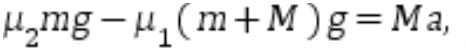 μ₂mg − μ₁(m + M)g = Ma,